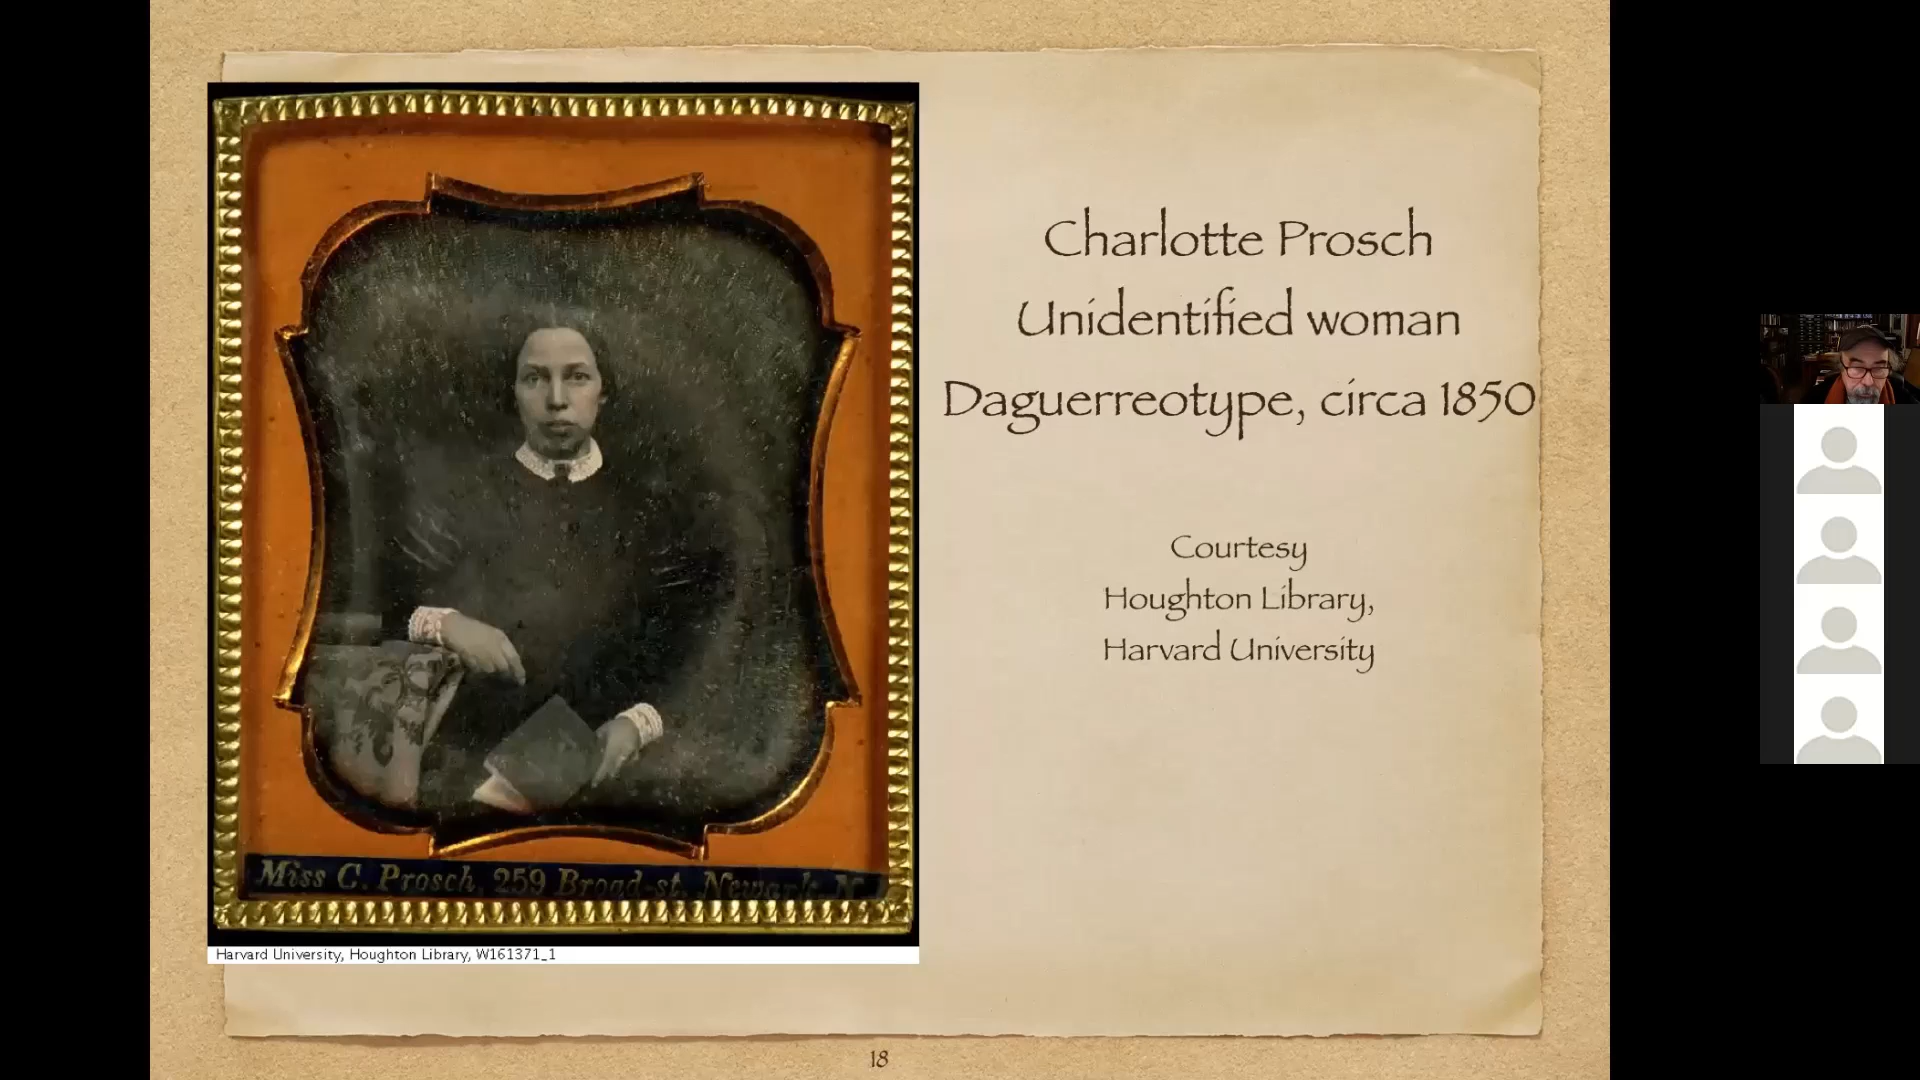 Charlotte Prosch
Unidentified woman
Daguerreotype, circa 1850
Courtesy
Houghton Library,
Harvard University
Miss C. Prosch, 259 Broad-st. Newark, N.
Harvard University, Houghton Library, W161371_1
18